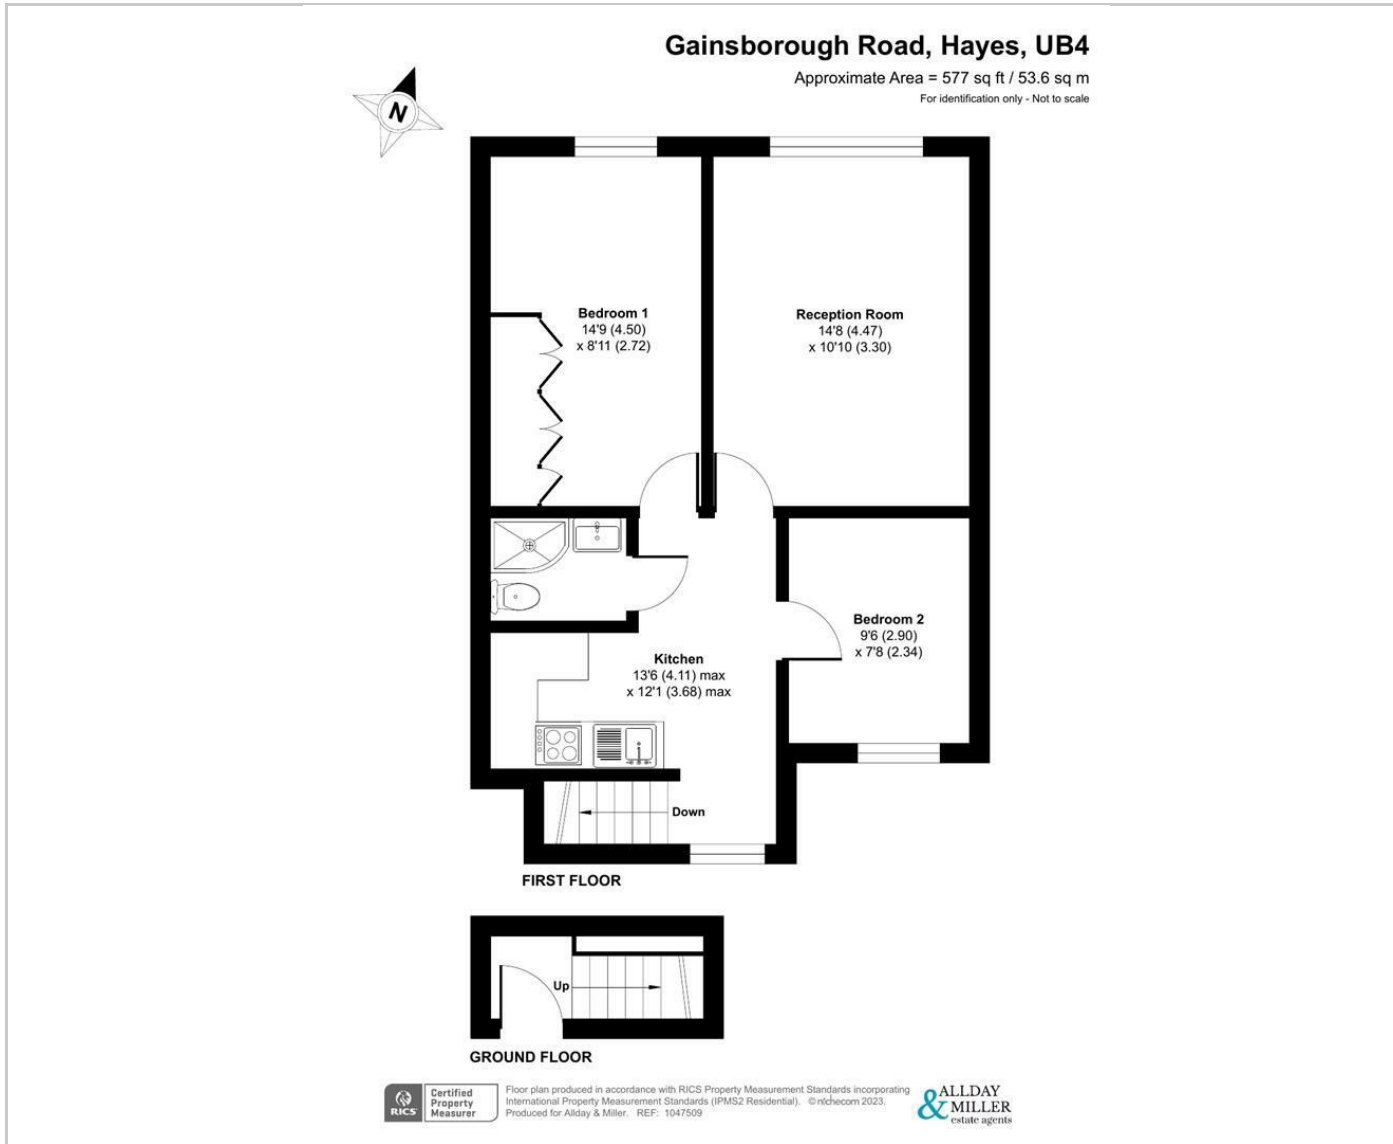 Gainsborough Road, Hayes, UB4
Approximate Area = 577 sq ft / 53.6 sq m
For identification only - Not to scale
N
Bedroom 1
14'9 (4.50)
x 8'11 (2.72)
Reception Room
14'8 (4.47)
x 10'10 (3.30)
Bedroom 2
9'6 (2.90)
x 7'8 (2.34)
Kitchen
13'6 (4.11) max
x 12'1 (3.68) max
Down
FIRST FLOOR
Up
GROUND FLOOR
RICS
Certified
Property
Measurer
Floor plan produced in accordance with RICS Property Measurement Standards incorporating
International Property Measurement Standards (IPMS2 Residential). © nichecom 2023.
Produced for Allday & Miller. REF: 1047509
ALLDAY
& MILLER
estate agents